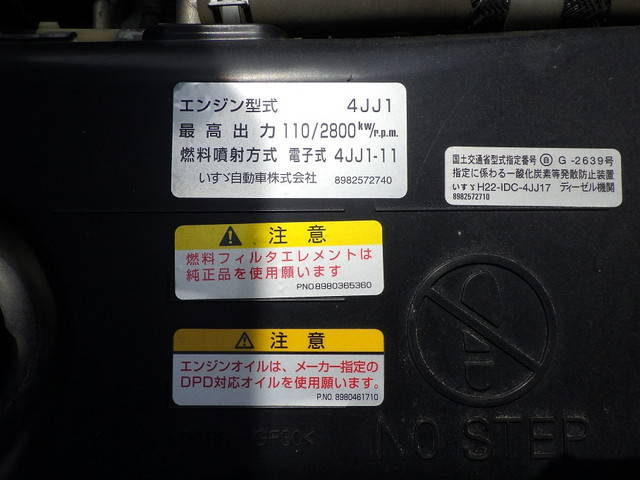 エンジン型式 4JJ1
最高出力 110/2800kW/r.p.m.
燃料噴射方式 電子式 4JJ1-11
いすゞ自動車株式会社 8982572740
国土交通省型式指定番号 Ⓑ G-2639号
指定に係わる一酸化炭素等発散防止装置
いすゞH22-IDC-4JJ17 ディーゼル機関
8982572710
注意
燃料フィルタエレメントは
純正品を使用願います
PNO.8980365360
注意
エンジンオイルは、メーカー指定の
DPD対応オイルを使用願います。
P.NO. 8980461710
NO STEP